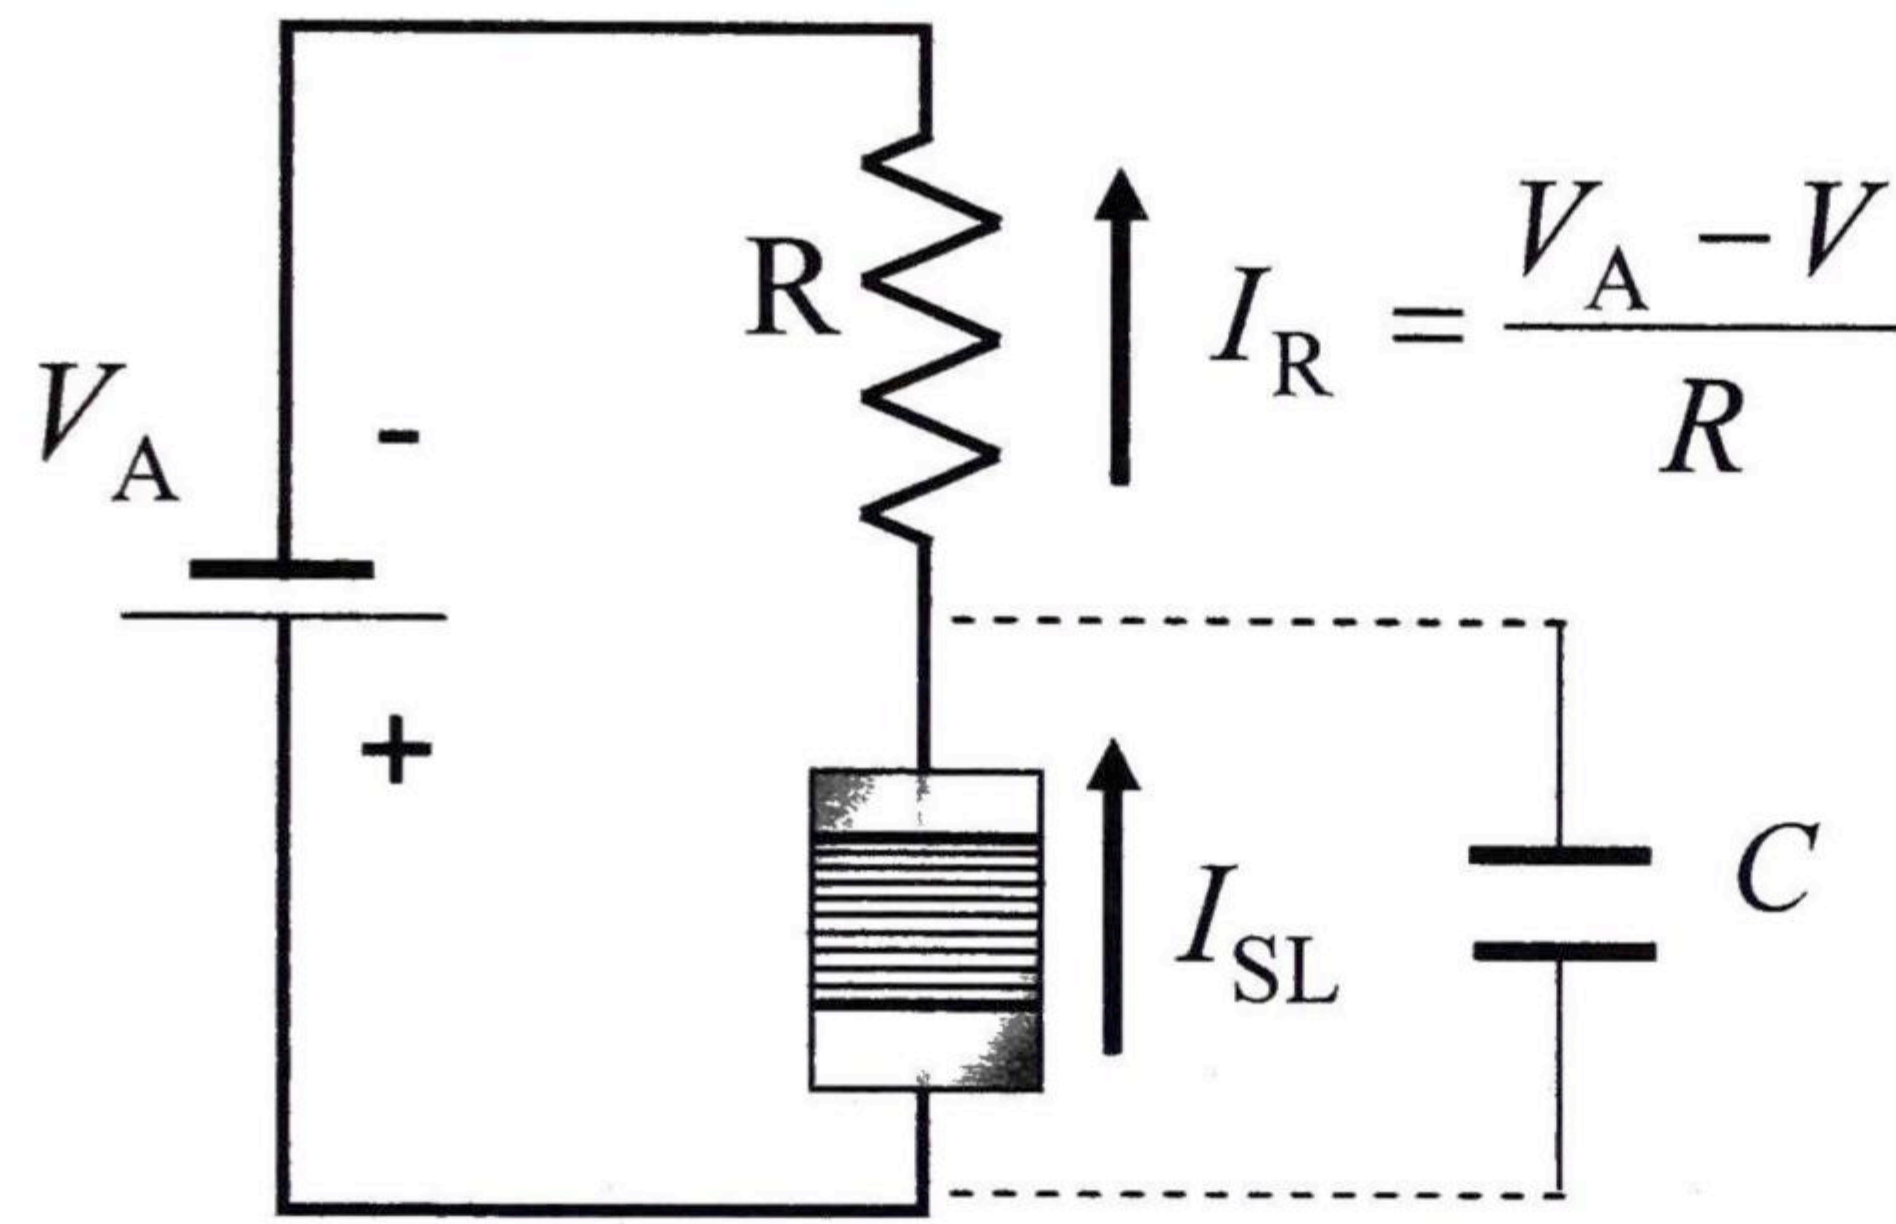 R
I_R = (V_A − V) / R
V_A
-
+
I_SL
C